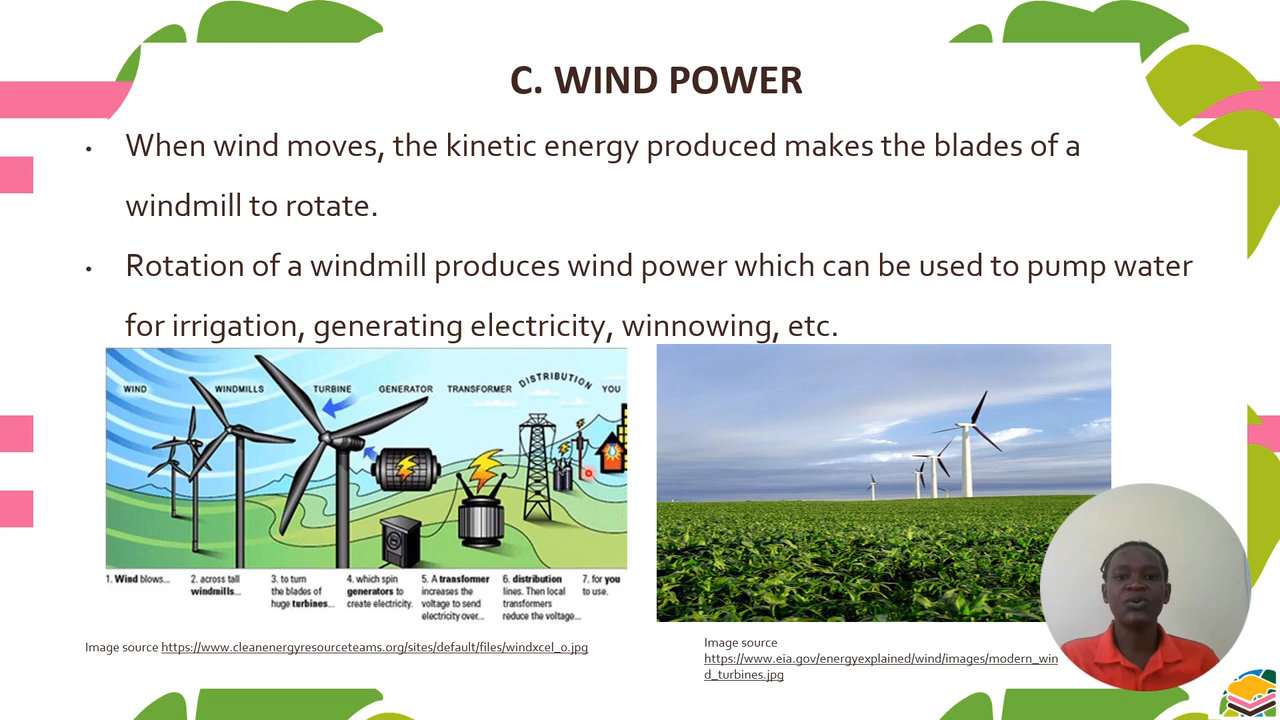 C. WIND POWER
• When wind moves, the kinetic energy produced makes the blades of a
windmill to rotate.
• Rotation of a windmill produces wind power which can be used to pump water
for irrigation, generating electricity, winnowing, etc.
WIND WINDMILLS TURBINE GENERATOR TRANSFORMER DISTRIBUTION YOU
1. Wind blows...
2. across tall
windmills...
3. to turn
the blades of
huge turbines...
4. which spin
generators to
create electricity.
5. A transformer
increases the
voltage to send
electricity over...
6. distribution
lines. Then local
transformers
reduce the voltage...
7. for you
to use.
Image source https://www.cleanenergyresourceteams.org/sites/default/files/windxcel_0.jpg
Image source
https://www.eia.gov/energyexplained/wind/images/modern_win
d_turbines.jpg